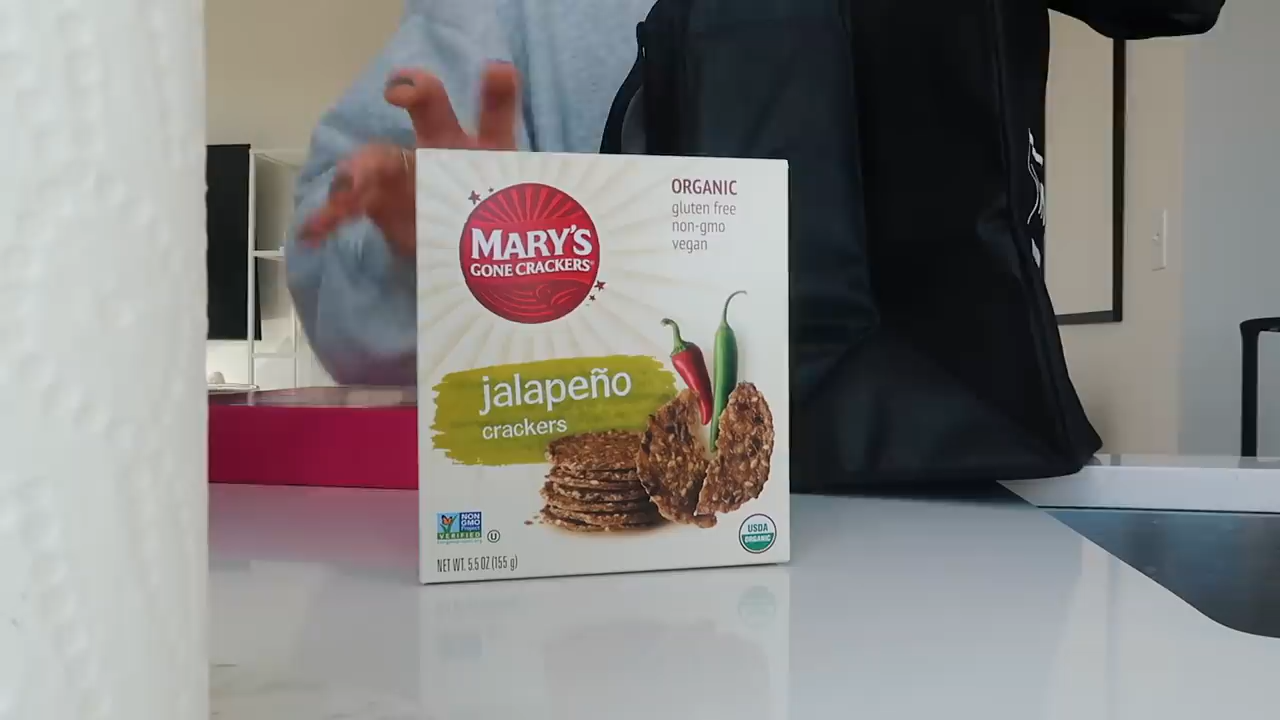 MARY'S
GONE CRACKERS
ORGANIC
gluten free
non-gmo
vegan
jalapeño
crackers
NON
GMO
Project
VERIFIED
U
USDA
ORGANIC
NET WT. 5.5 OZ (155 g)